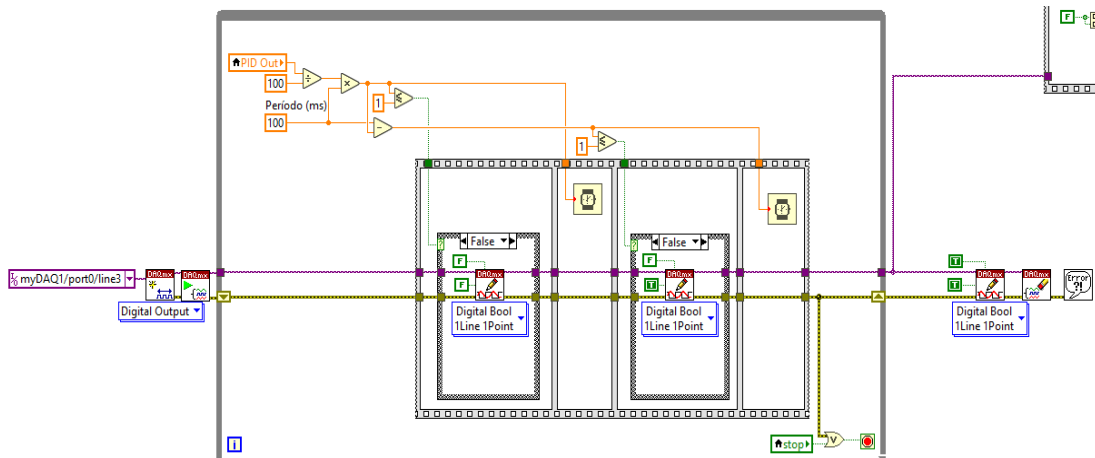 PID Out
100
Período (ms)
100
1
1
F
False
False
F
F
F
T
myDAQ1/port0/line3
DAQmx
DAQmx
DAQmx
DAQmx
DAQmx
DAQmx
Digital Output
Digital Bool
1Line 1Point
Digital Bool
1Line 1Point
T
T
Error
?!
Digital Bool
1Line 1Point
i
stop
V